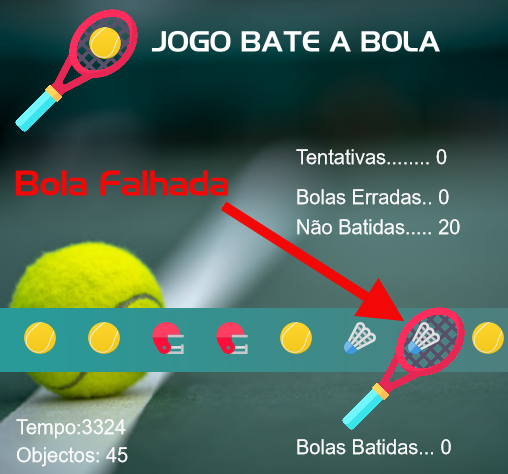 JOGO BATE A BOLA
Tentativas........ 0
Bola Falhada
Bolas Erradas.. 0
Não Batidas..... 20
Tempo:3324
Objectos: 45
Bolas Batidas... 0